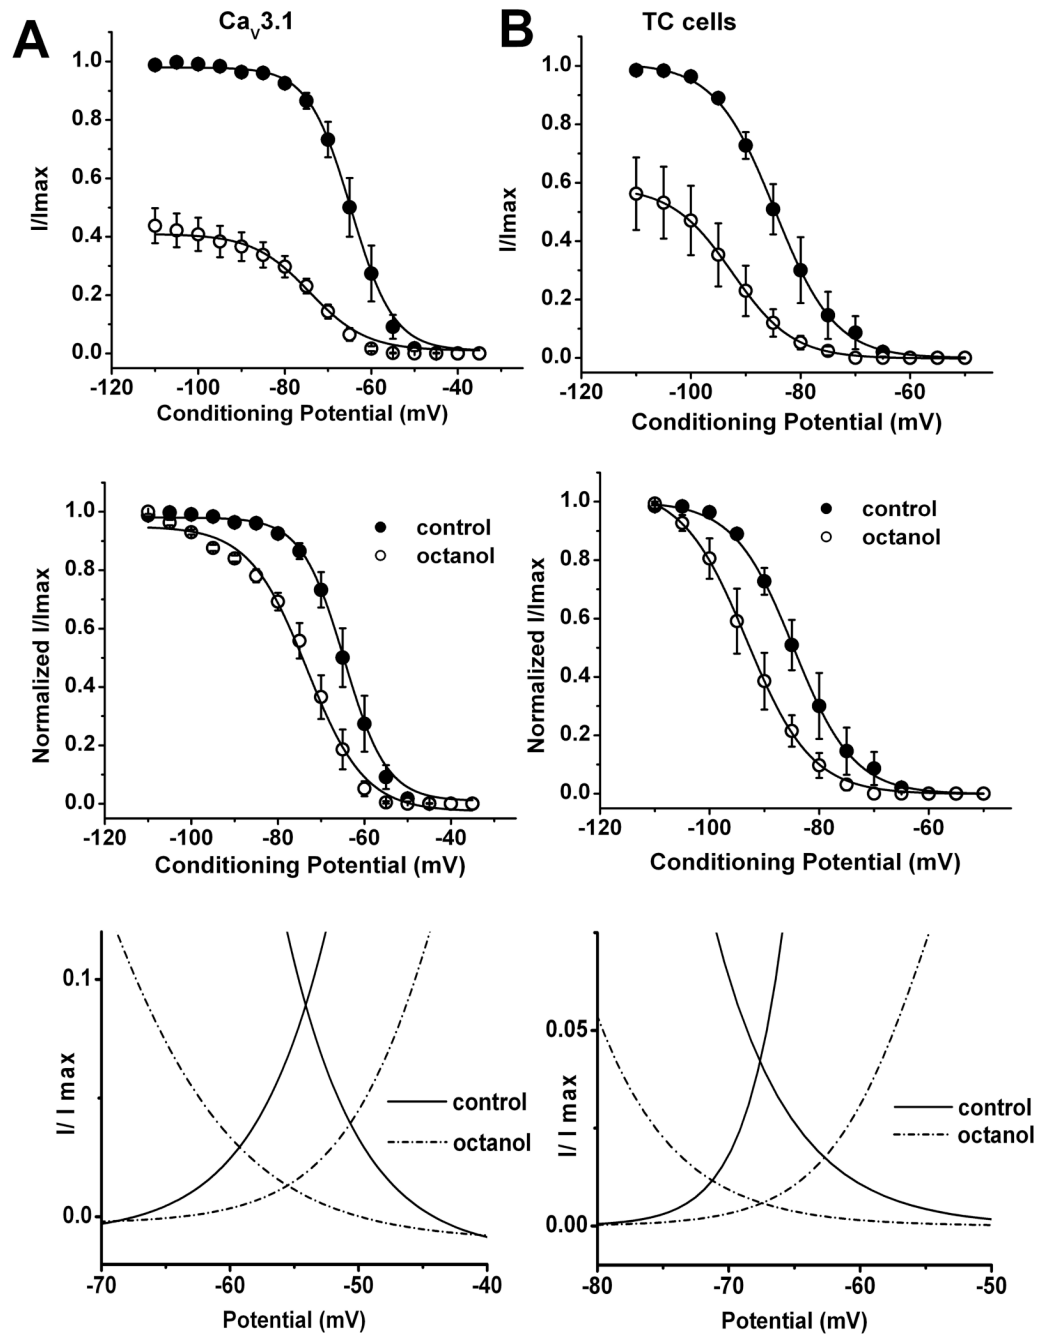 A
Ca_V3.1
I/Imax
1.0
0.8
0.6
0.4
0.2
0.0
-120
-100
-80
-60
-40
Conditioning Potential (mV)
B
TC cells
I/Imax
1.0
0.8
0.6
0.4
0.2
0.0
-120
-100
-80
-60
Conditioning Potential (mV)
Normalized I/Imax
1.0
0.8
0.6
0.4
0.2
0.0
control
octanol
-120
-100
-80
-60
-40
Conditioning Potential (mV)
Normalized I/Imax
1.0
0.8
0.6
0.4
0.2
0.0
control
octanol
-120
-100
-80
-60
Conditioning Potential (mV)
I/ I max
0.1
0.0
control
octanol
-70
-60
-50
-40
Potential (mV)
I/ I max
0.05
0.00
control
octanol
-80
-70
-60
-50
Potential (mV)